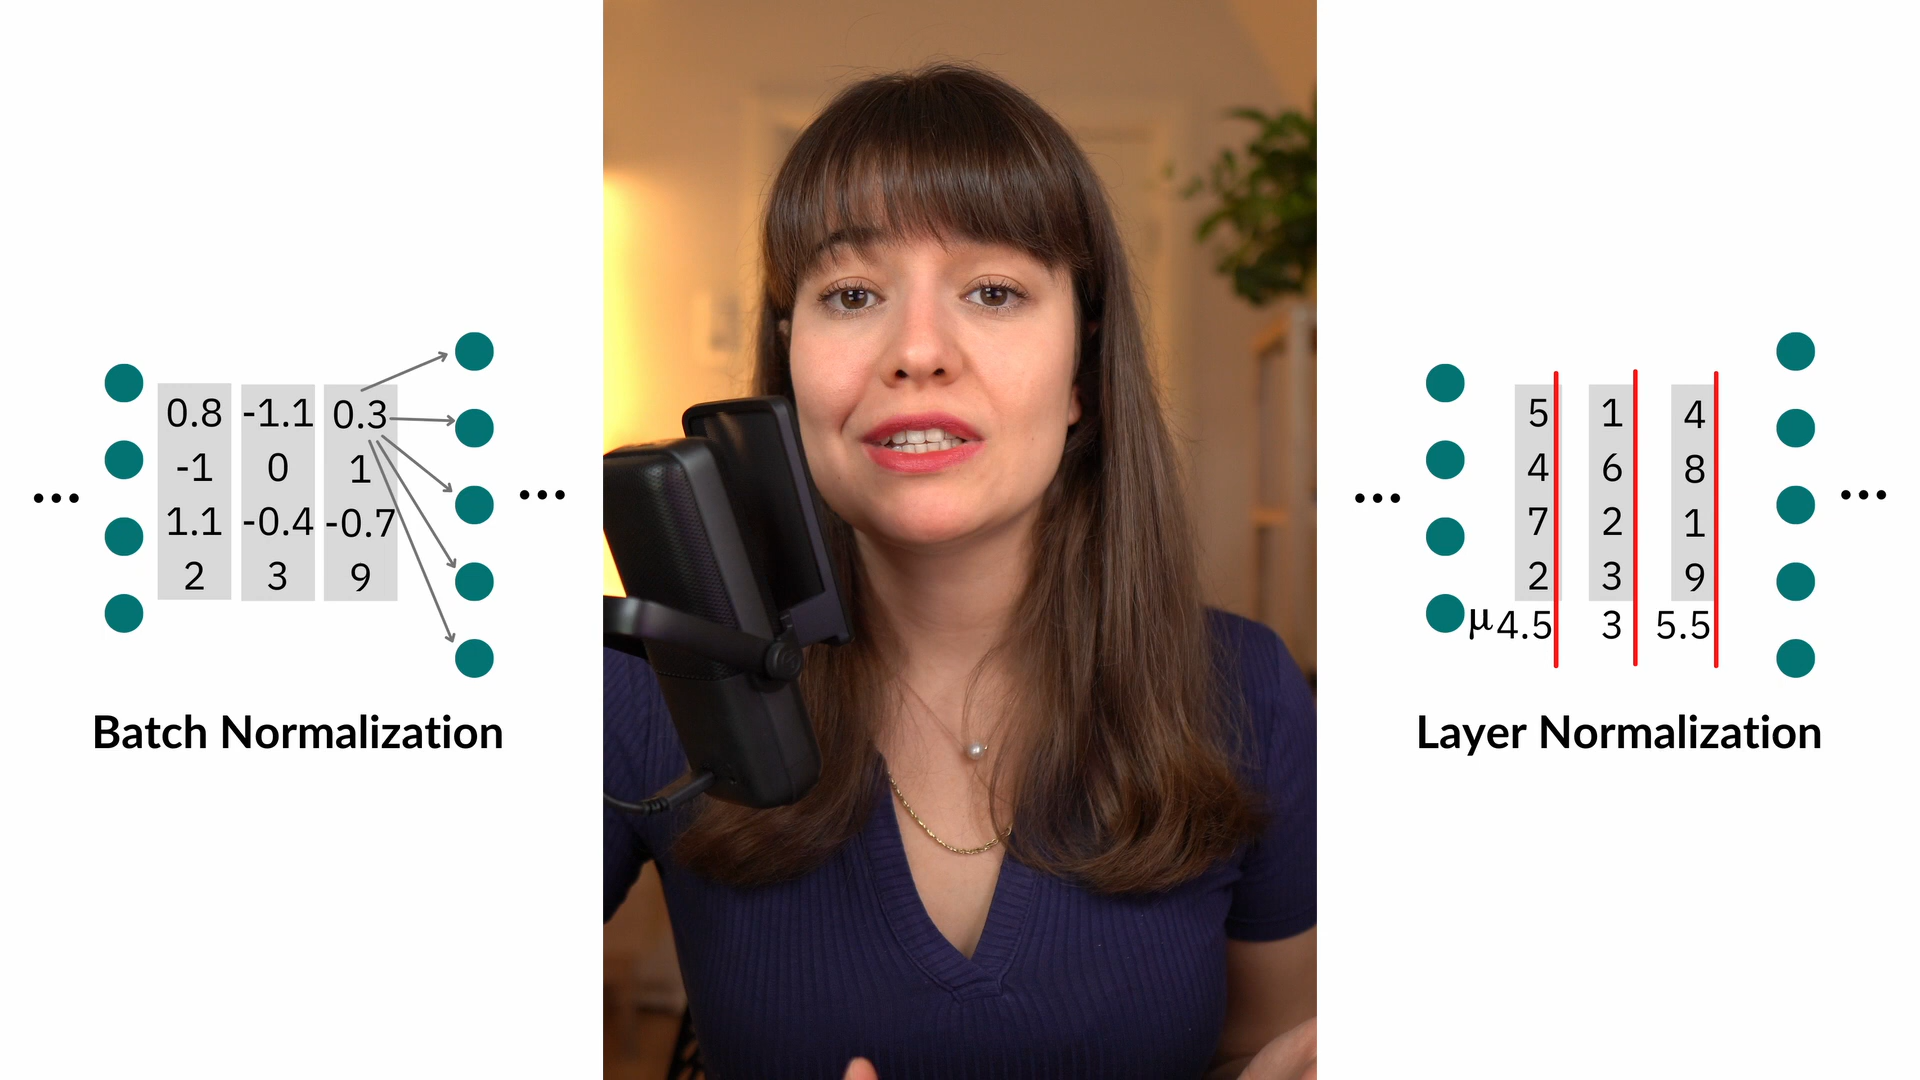 0.8 -1.1 0.3
-1 0 1
1.1 -0.4 -0.7
2 3 9
Batch Normalization
5 1 4
4 6 8
7 2 1
2 3 9
μ4.5 3 5.5
Layer Normalization